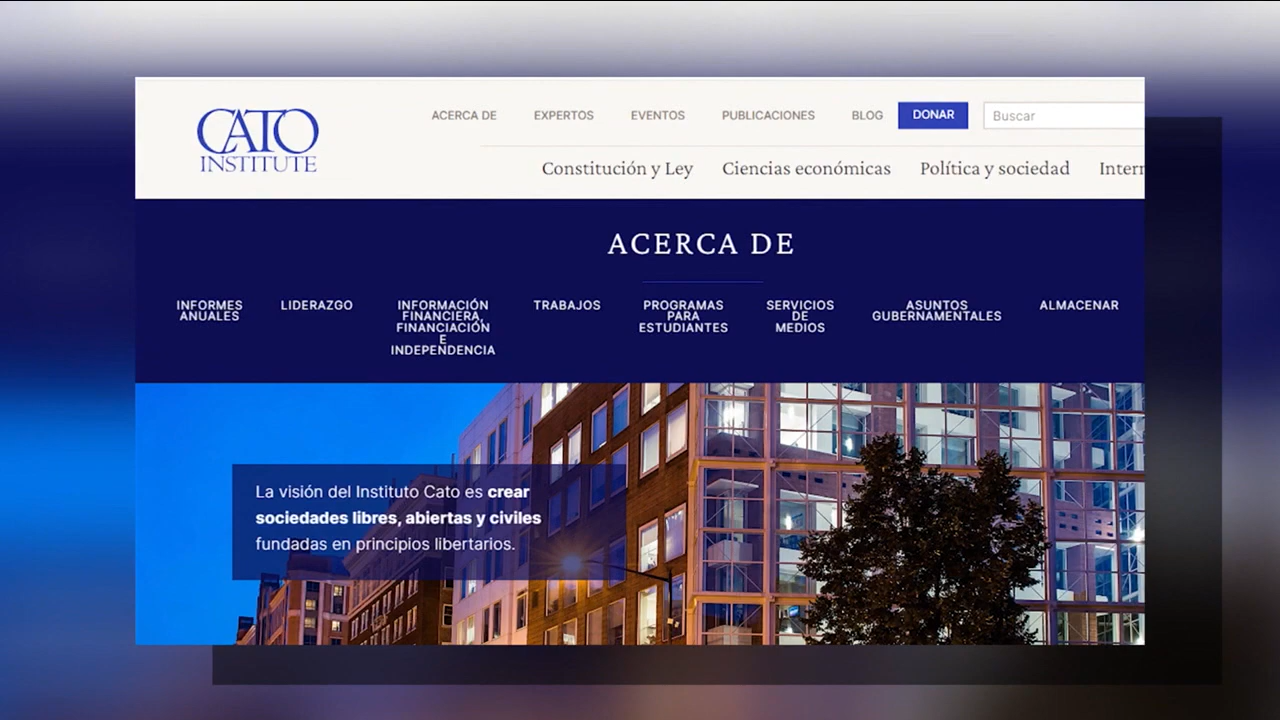 CATO
INSTITUTE
ACERCA DE
EXPERTOS
EVENTOS
PUBLICACIONES
BLOG
DONAR
Buscar
Constitución y Ley
Ciencias económicas
Política y sociedad
Intern
ACERCA DE
INFORMES
ANUALES
LIDERAZGO
INFORMACIÓN
FINANCIERA,
FINANCIACIÓN
E
INDEPENDENCIA
TRABAJOS
PROGRAMAS
PARA
ESTUDIANTES
SERVICIOS
DE
MEDIOS
ASUNTOS
GUBERNAMENTALES
ALMACENAR
La visión del Instituto Cato es crear
sociedades libres, abiertas y civiles
fundadas en principios libertarios.